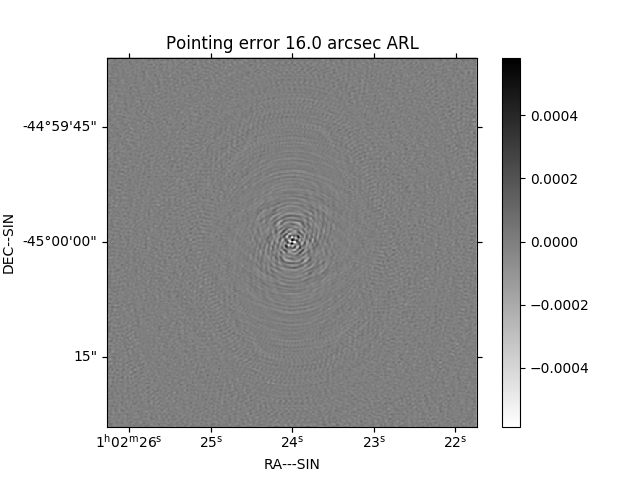 Pointing error 16.0 arcsec ARL
-44°59'45"
-45°00'00"
15"
DEC--SIN
1ʰ02ᵐ26ˢ 25ˢ 24ˢ 23ˢ 22ˢ
RA---SIN
0.0004
0.0002
0.0000
−0.0002
−0.0004